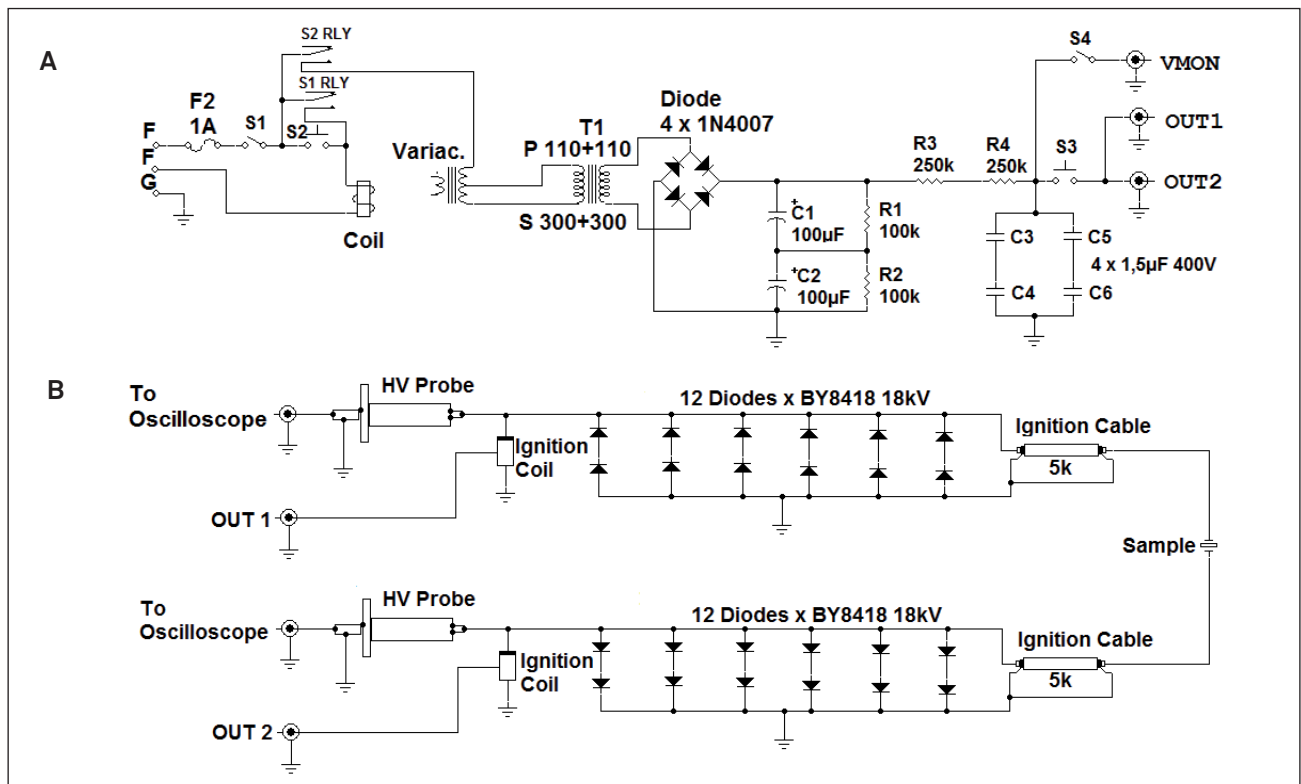 A
S2 RLY
S1 RLY
F2
1A
S1
S2
F
F
G
Coil
Variac.
T1
P 110+110
S 300+300
Diode
4 x 1N4007
C1
100µF
C2
100µF
R1
100k
R2
100k
R3
250k
R4
250k
S4
VMON
OUT1
S3
OUT2
C3
C5
4 x 1,5µF 400V
C4
C6
B
To
Oscilloscope
HV Probe
12 Diodes x BY8418 18kV
Ignition Cable
5k
Ignition
Coil
OUT 1
Sample
To
Oscilloscope
HV Probe
12 Diodes x BY8418 18kV
Ignition Cable
5k
Ignition
Coil
OUT 2